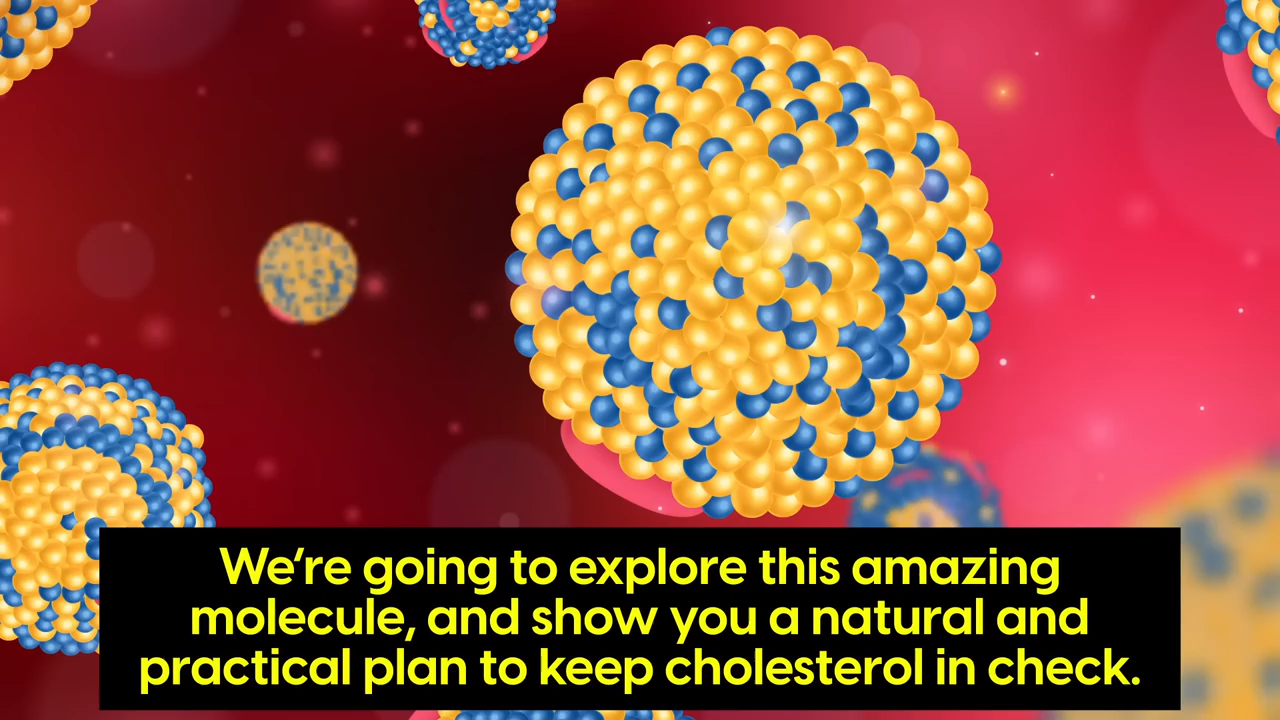 We’re going to explore this amazing
molecule, and show you a natural and
practical plan to keep cholesterol in check.